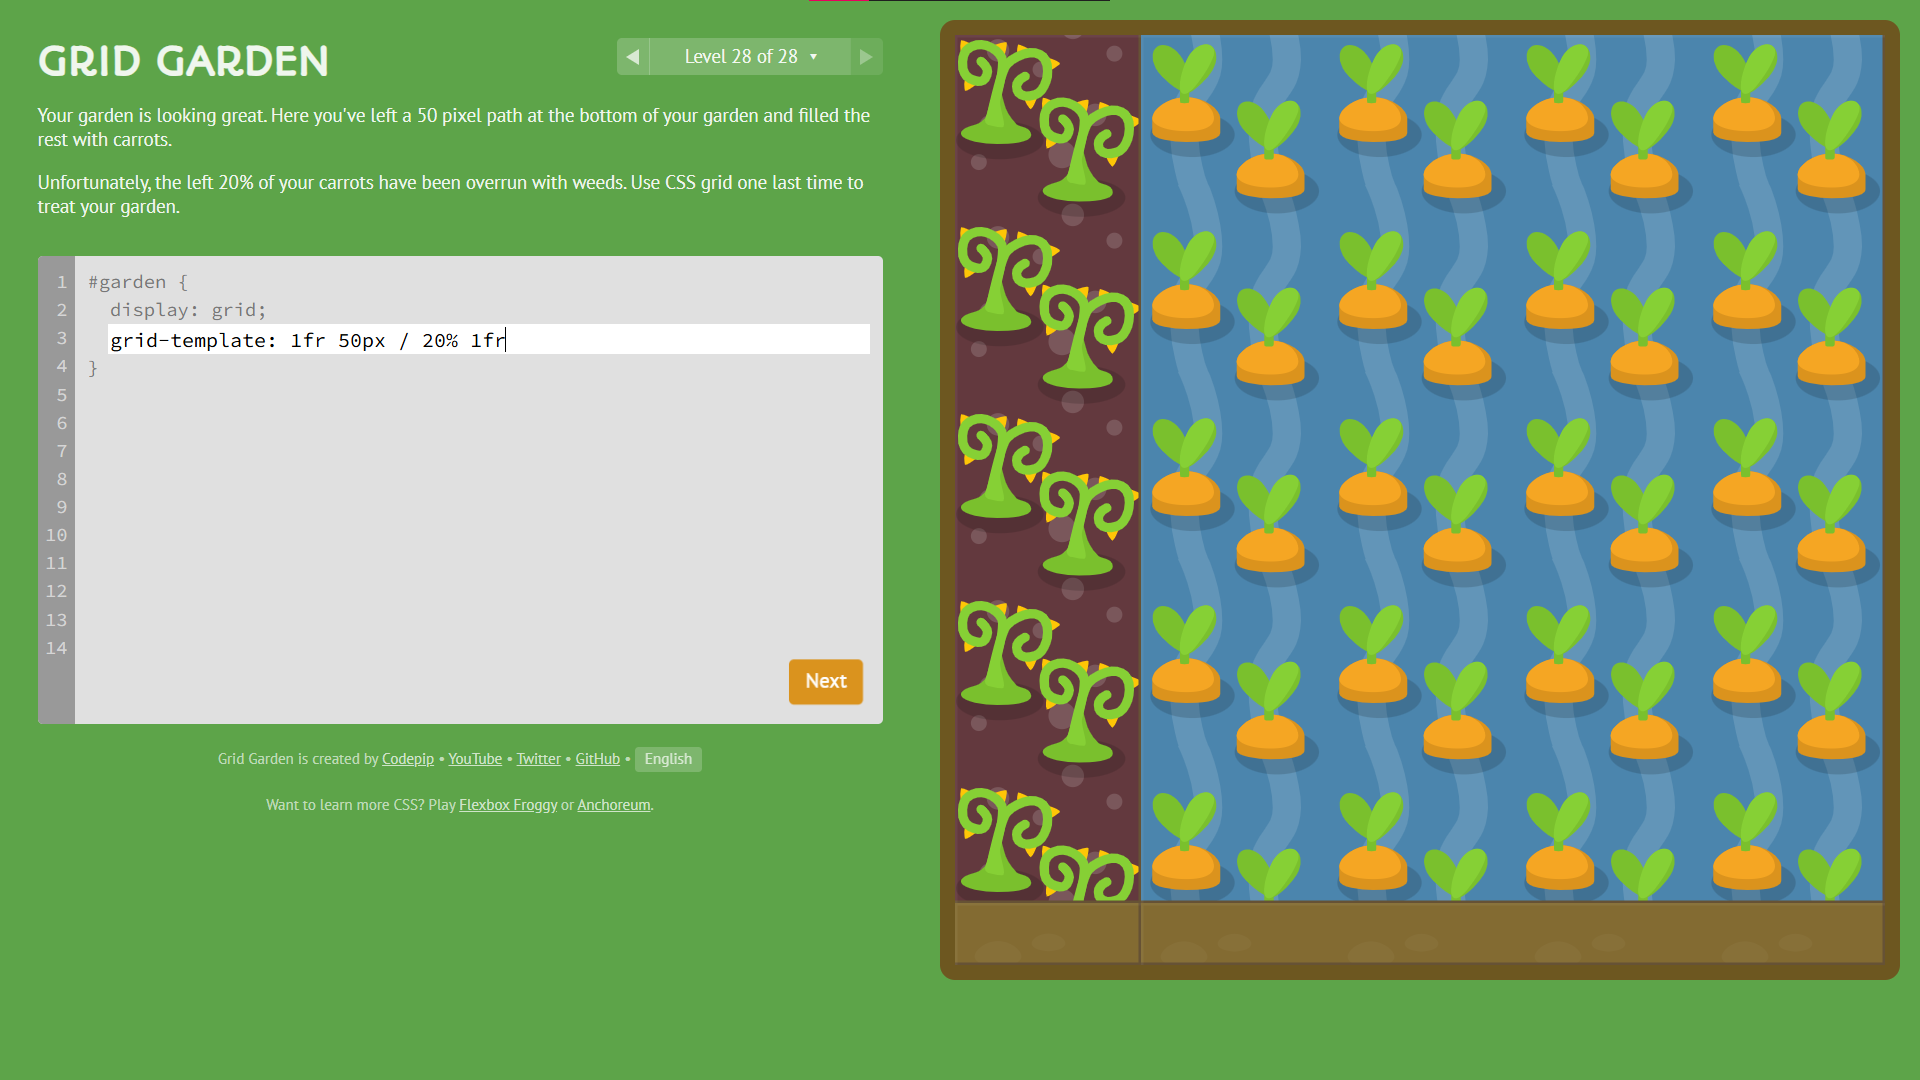 GRID GARDEN
◀ Level 28 of 28 ▾ ▶
Your garden is looking great. Here you've left a 50 pixel path at the bottom of your garden and filled the
rest with carrots.
Unfortunately, the left 20% of your carrots have been overrun with weeds. Use CSS grid one last time to
treat your garden.
1 #garden {
2 display: grid;
3 grid-template: 1fr 50px / 20% 1fr
4 }
5
6
7
8
9
10
11
12
13
14
Next
Grid Garden is created by Codepip • YouTube • Twitter • GitHub • English
Want to learn more CSS? Play Flexbox Froggy or Anchoreum.